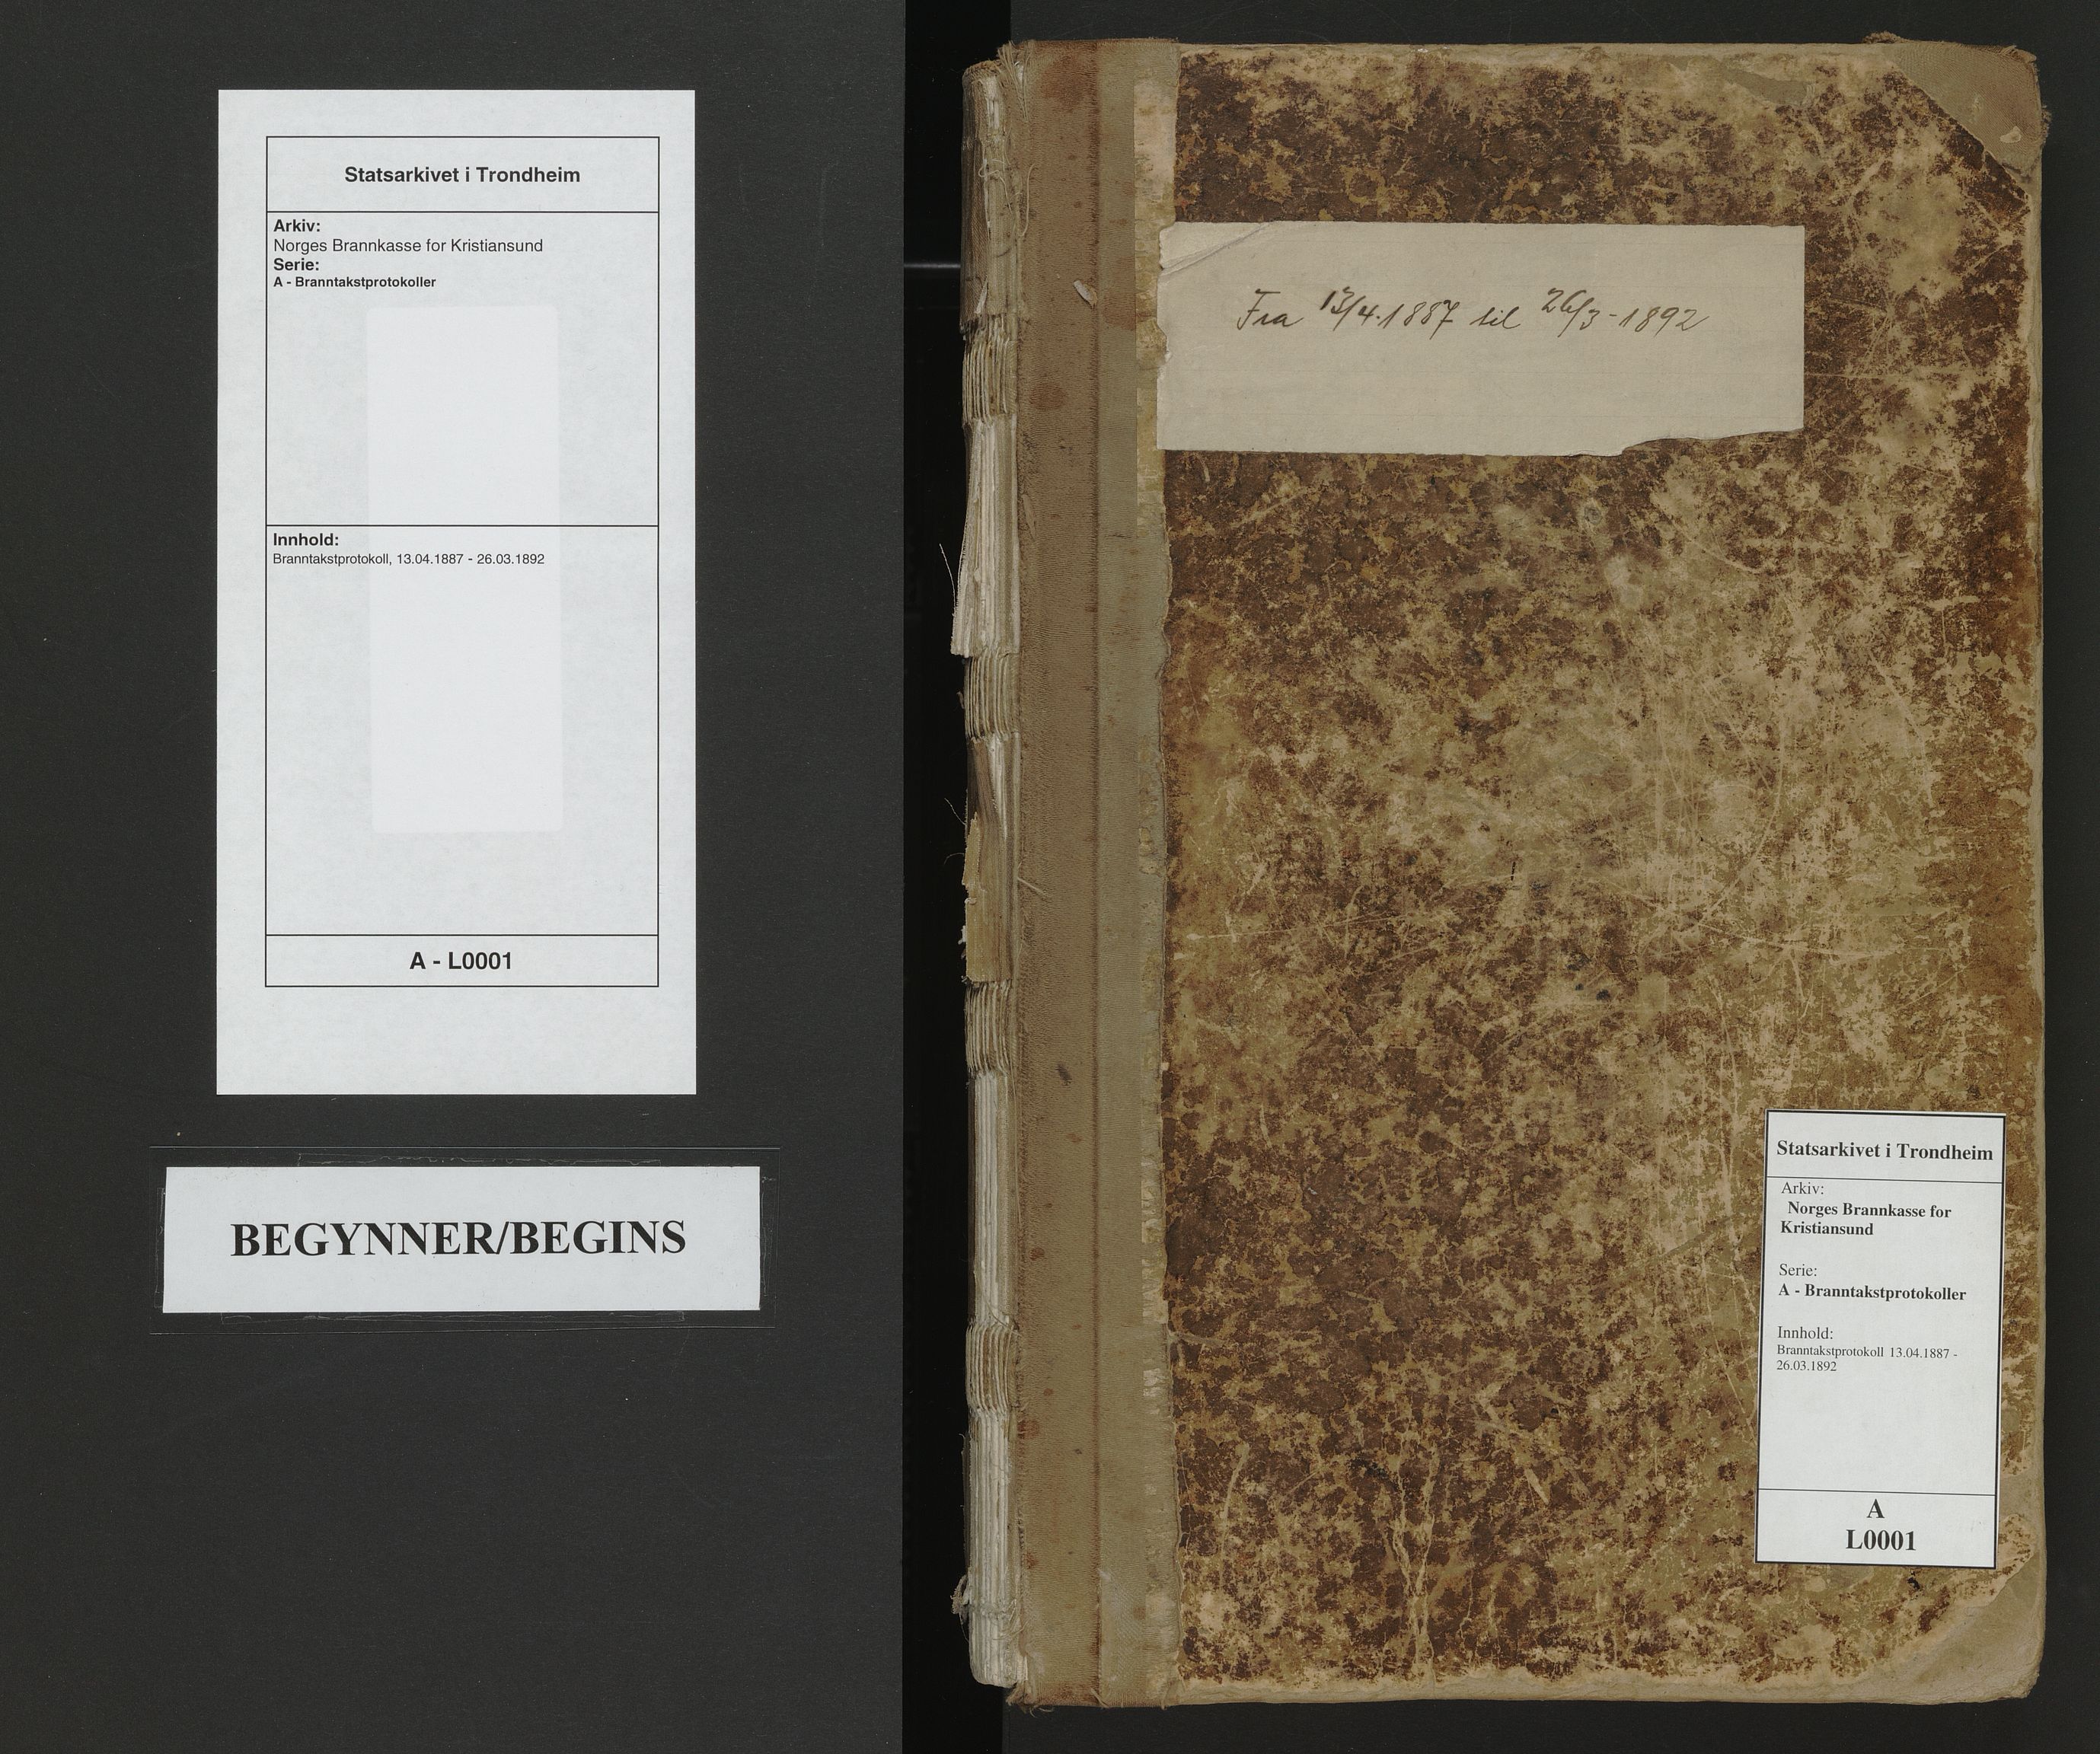 Statsarkivet i Trondheim
Arkiv:
Norges Brannkasse for Kristiansund
Serie:
A - Branntakstprotokoller
Innhold:
Branntakstprotokoll, 13.04.1887 - 26.03.1892
A - L0001
BEGYNNER/BEGINS
Fra 13/4.1887 til 26/3-1892
Statsarkivet i Trondheim
Arkiv:
Norges Brannkasse for
Kristiansund
Serie:
A - Branntakstprotokoller
Innhold:
Branntakstprotokoll 13.04.1887 -
26.03.1892
A
L0001